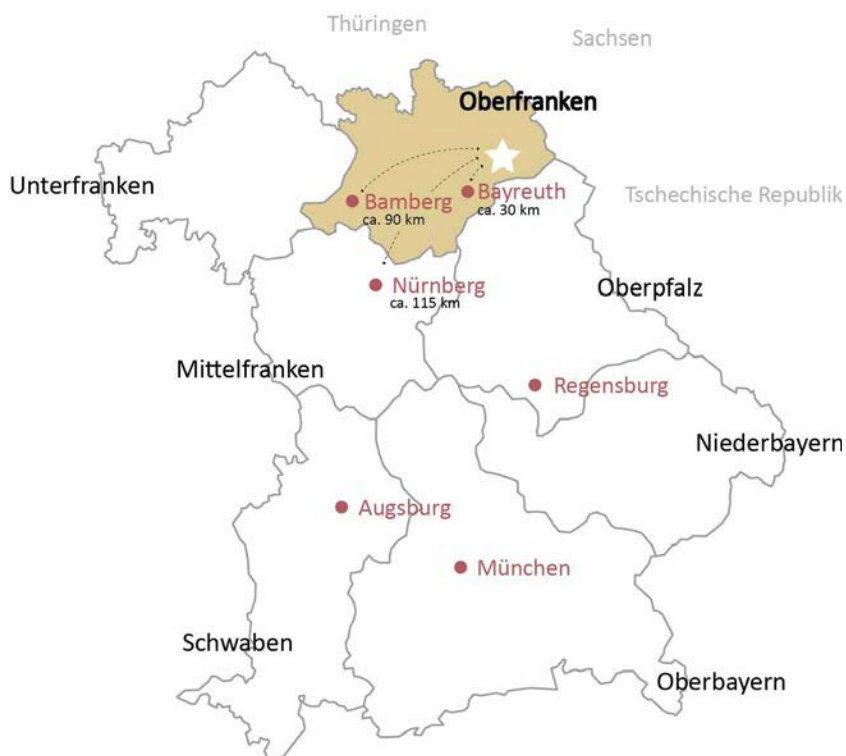 Thüringen
Sachsen
Oberfranken
Unterfranken
Tschechische Republik
Bamberg
ca. 90 km
Bayreuth
ca. 30 km
Nürnberg
ca. 115 km
Oberpfalz
Mittelfranken
Regensburg
Niederbayern
Augsburg
München
Schwaben
Oberbayern